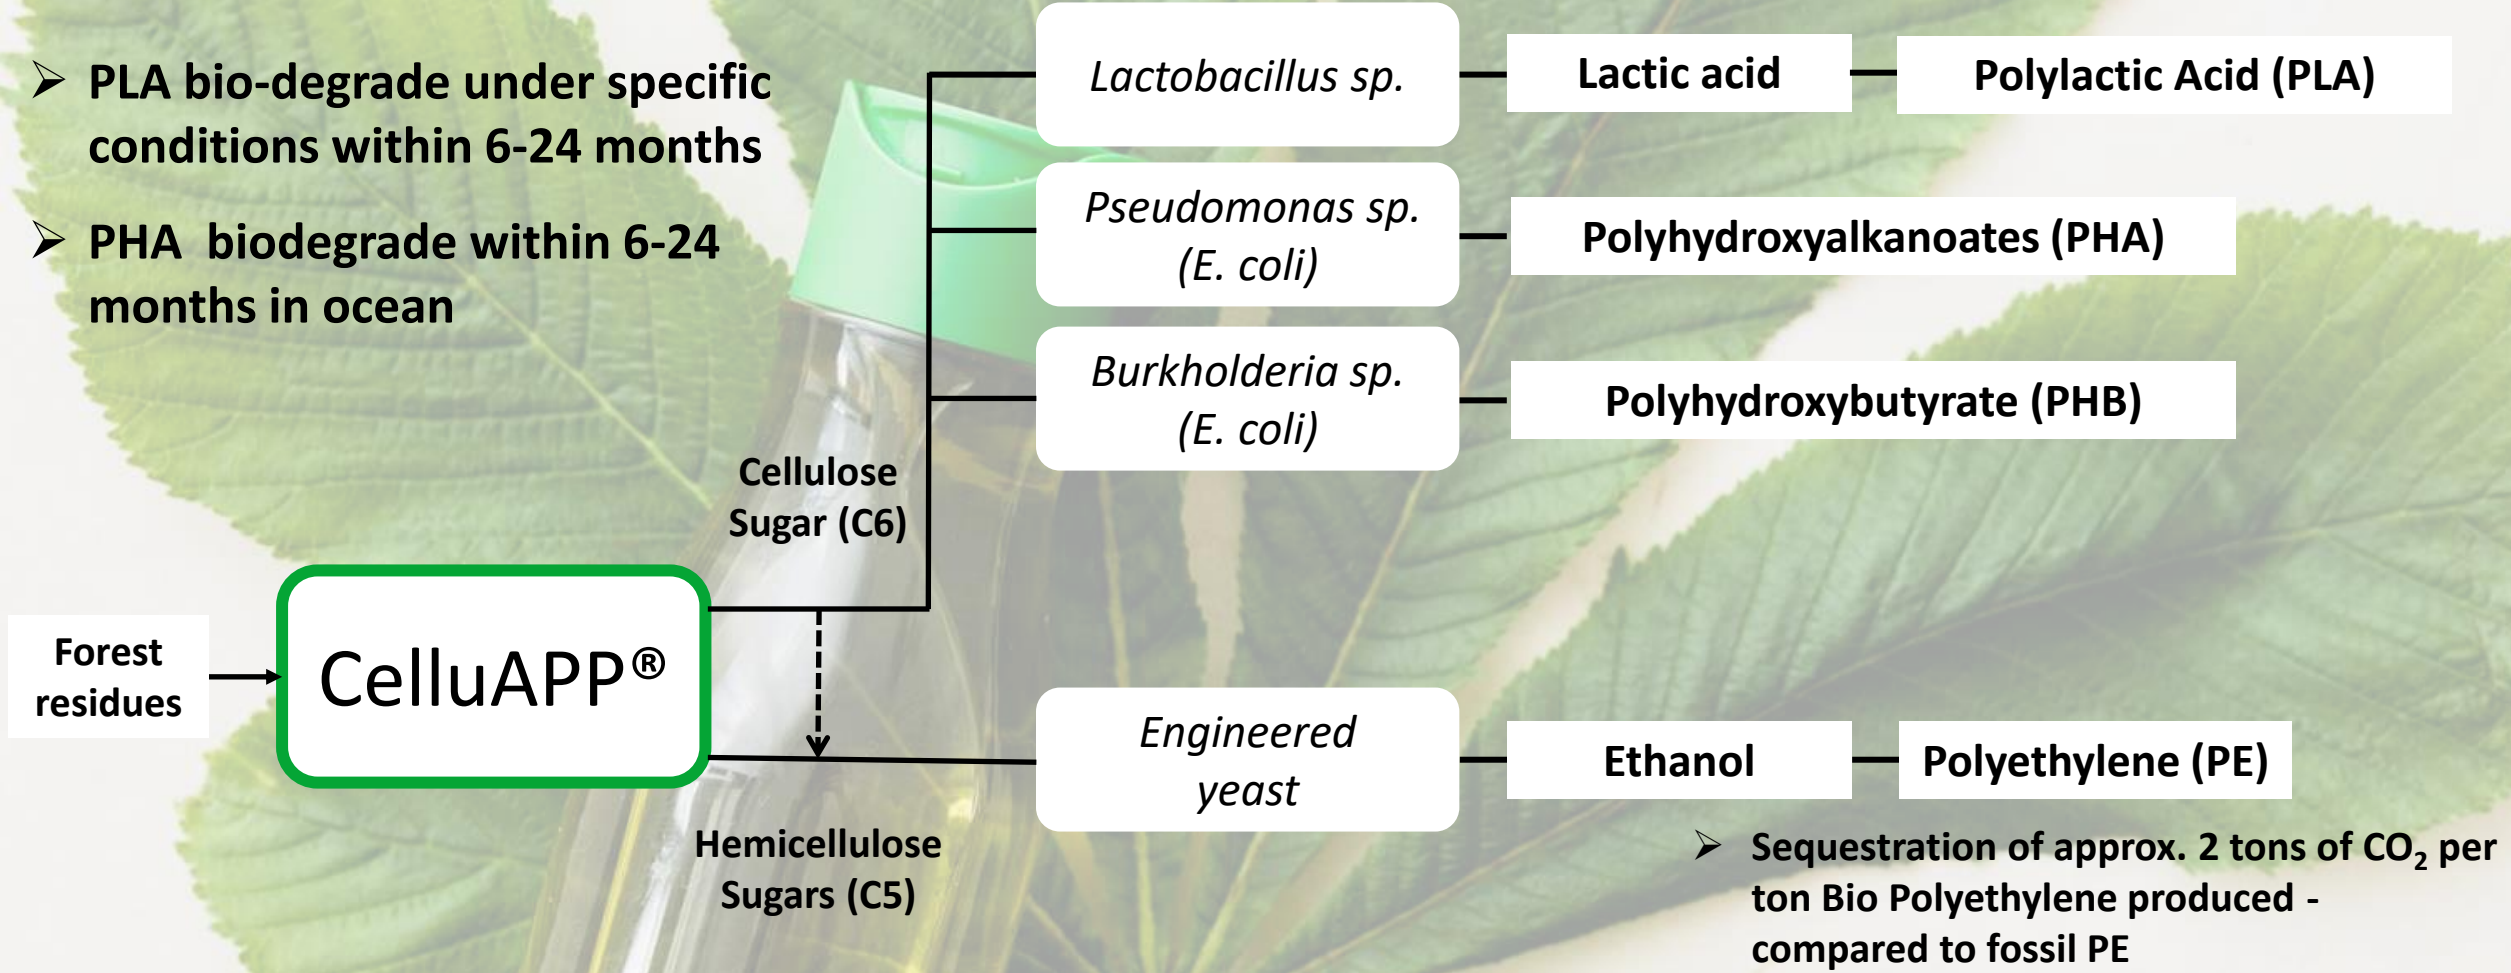 ➢ PLA bio-degrade under specific
conditions within 6-24 months
➢ PHA biodegrade within 6-24
months in ocean
Lactobacillus sp.
Lactic acid
Polylactic Acid (PLA)
Pseudomonas sp.
(E. coli)
Polyhydroxyalkanoates (PHA)
Burkholderia sp.
(E. coli)
Polyhydroxybutyrate (PHB)
Cellulose
Sugar (C6)
Forest
residues
CelluAPP®
Hemicellulose
Sugars (C5)
Engineered
yeast
Ethanol
Polyethylene (PE)
➢ Sequestration of approx. 2 tons of CO₂ per
ton Bio Polyethylene produced -
compared to fossil PE